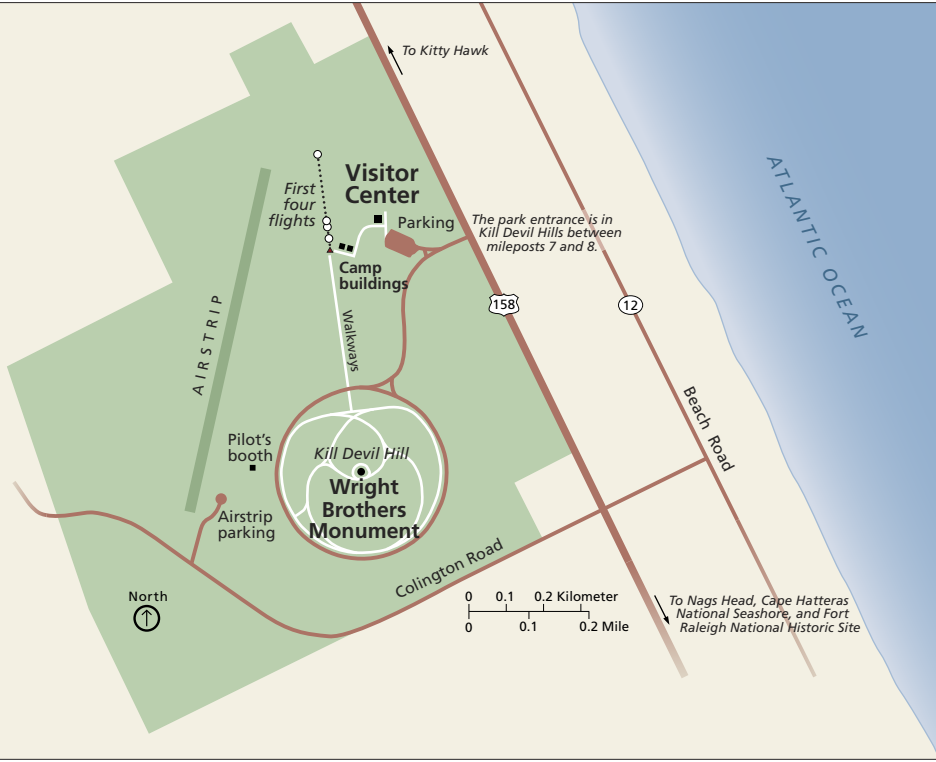 To Kitty Hawk
ATLANTIC OCEAN
Visitor
Center
First
four
flights
Parking
The park entrance is in
Kill Devil Hills between
mileposts 7 and 8.
Camp
buildings
158
12
AIRSTRIP
Walkways
Beach Road
Pilot's
booth
Kill Devil Hill
Wright
Brothers
Monument
Airstrip
parking
Colington Road
North
0 0.1 0.2 Kilometer
0 0.1 0.2 Mile
To Nags Head, Cape Hatteras
National Seashore, and Fort
Raleigh National Historic Site